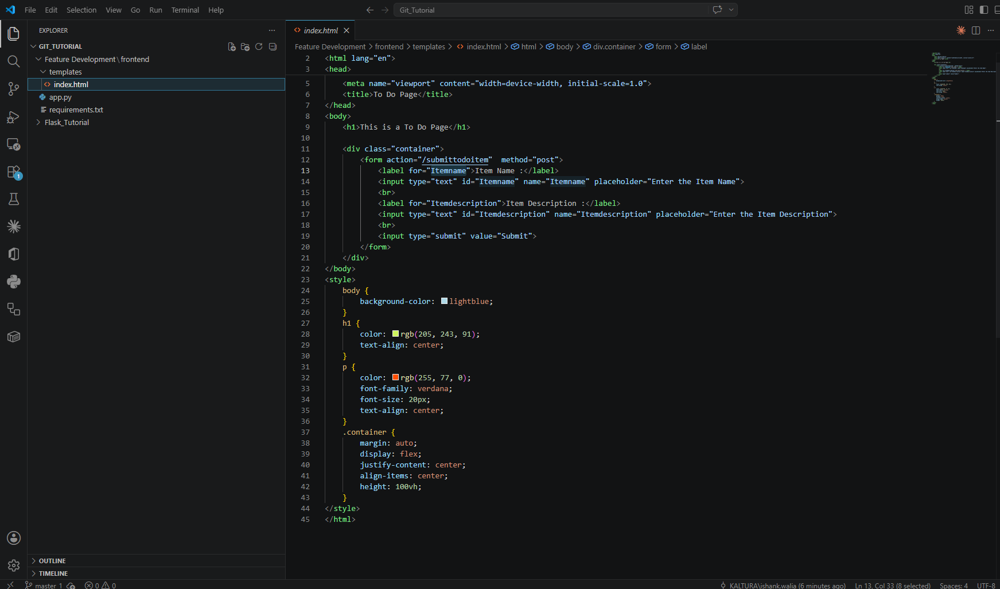 File Edit Selection View Go Run Terminal Help
Git_Tutorial
EXPLORER
GIT_TUTORIAL
Feature Development\frontend
templates
index.html
app.py
requirements.txt
Flask_Tutorial
OUTLINE
TIMELINE
1
index.html
Feature Development > frontend > templates > index.html > html > body > div.container > form > label
2 <html lang="en">
3 <head>
5 <meta name="viewport" content="width=device-width, initial-scale=1.0">
6 <title>To Do Page</title>
7 </head>
8 <body>
9 <h1>This is a To Do Page</h1>
10
11 <div class="container">
12 <form action="/submittodoitem"  method="post">
13 <label for="Itemname">Item Name :</label>
14 <input type="text" id="Itemname" name="Itemname" placeholder="Enter the Item Name">
15 <br>
16 <label for="Itemdescription">Item Description :</label>
17 <input type="text" id="Itemdescription" name="Itemdescription" placeholder="Enter the Item Description">
18 <br>
19 <input type="submit" value="Submit">
20 </form>
21 </div>
22 </body>
23 <style>
24 body {
25 background-color: lightblue;
26 }
27 h1 {
28 color: rgb(205, 243, 91);
29 text-align: center;
30 }
31 p {
32 color: rgb(255, 77, 0);
33 font-family: verdana;
34 font-size: 20px;
35 text-align: center;
36 }
37 .container {
38 margin: auto;
39 display: flex;
40 justify-content: center;
41 align-items: center;
42 height: 100vh;
43 }
44 </style>
45 </html>
master 1 0 0 KALTURA\ishank.walia (6 minutes ago) Ln 13, Col 33 (8 selected) Spaces: 4 UTF-8